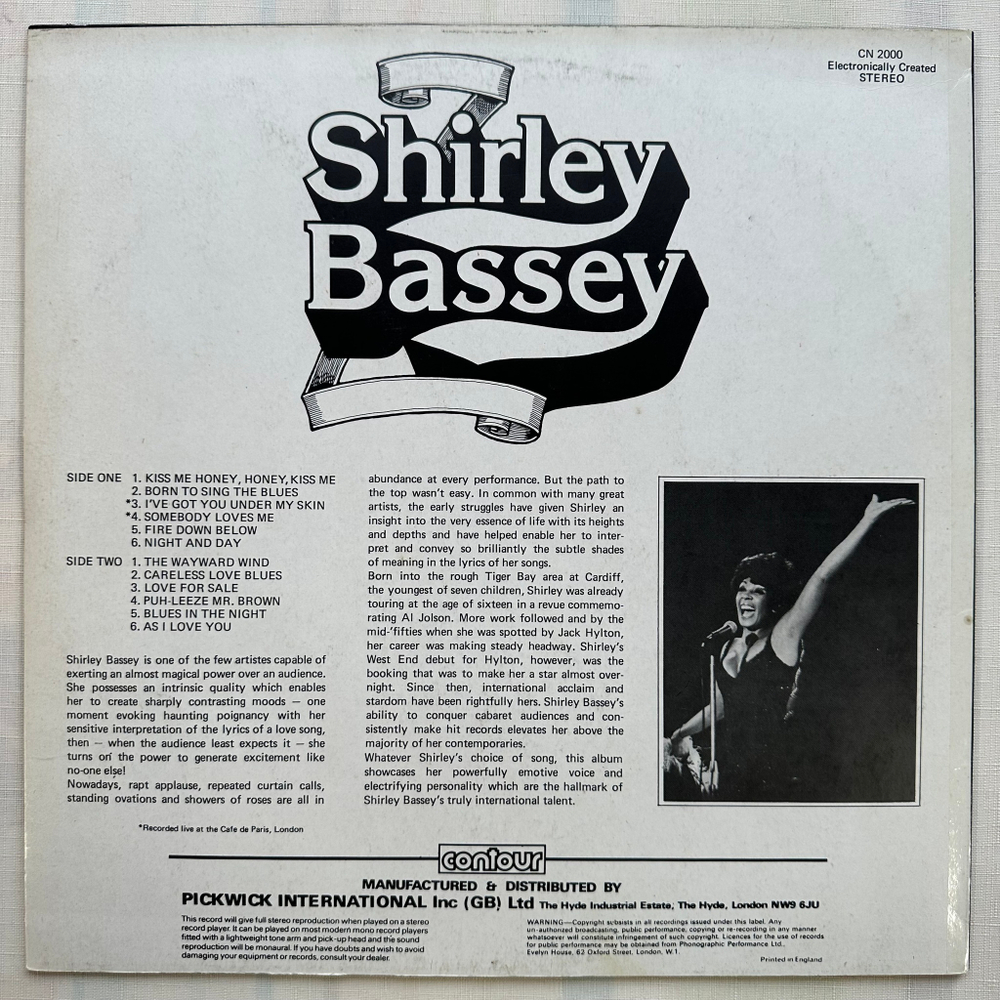 CN 2000
Electronically Created
STEREO
Shirley
Bassey
SIDE ONE 1. KISS ME HONEY, HONEY, KISS ME
2. BORN TO SING THE BLUES
*3. I'VE GOT YOU UNDER MY SKIN
*4. SOMEBODY LOVES ME
5. FIRE DOWN BELOW
6. NIGHT AND DAY
SIDE TWO 1. THE WAYWARD WIND
2. CARELESS LOVE BLUES
3. LOVE FOR SALE
4. PUH-LEEZE MR. BROWN
5. BLUES IN THE NIGHT
6. AS I LOVE YOU
Shirley Bassey is one of the few artistes capable of
exerting an almost magical power over an audience.
She possesses an intrinsic quality which enables
her to create sharply contrasting moods — one
moment evoking haunting poignancy with her
sensitive interpretation of the lyrics of a love song,
then — when the audience least expects it — she
turns on the power to generate excitement like
no-one else!
Nowadays, rapt applause, repeated curtain calls,
standing ovations and showers of roses are all in
abundance at every performance. But the path to
the top wasn't easy. In common with many great
artists, the early struggles have given Shirley an
insight into the very essence of life with its heights
and depths and have helped enable her to inter-
pret and convey so brilliantly the subtle shades
of meaning in the lyrics of her songs.
Born into the rough Tiger Bay area at Cardiff,
the youngest of seven children, Shirley was already
touring at the age of sixteen in a revue commemo-
rating Al Jolson. More work followed and by the
mid-'fifties when she was spotted by Jack Hylton,
her career was making steady headway. Shirley's
West End debut for Hylton, however, was the
booking that was to make her a star almost over-
night. Since then, international acclaim and
stardom have been rightfully hers. Shirley Bassey's
ability to conquer cabaret audiences and con-
sistently make hit records elevates her above the
majority of her contemporaries.
Whatever Shirley's choice of song, this album
showcases her powerfully emotive voice and
electrifying personality which are the hallmark of
Shirley Bassey's truly international talent.
*Recorded live at the Cafe de Paris, London
contour
MANUFACTURED & DISTRIBUTED BY
PICKWICK INTERNATIONAL Inc (GB) Ltd The Hyde Industrial Estate, The Hyde, London NW9 6JU
This record will give full stereo reproduction when played on a stereo
record player. It can be played on most modern mono record players
fitted with a lightweight tone arm and pick-up head and the sound
reproduction will be monaural. If you have doubts and wish to avoid
damaging your equipment or records, consult your dealer.
WARNING—Copyright subsists in all recordings issued under this label. Any
un-authorized broadcasting, public performance, copying or re-recording in any manner
whatsoever will constitute infringement of such copyright. Licences for the use of records
for public performance may be obtained from Phonographic Performance Ltd.,
Evelyn House, 62 Oxford Street, London, W.1.
Printed in England